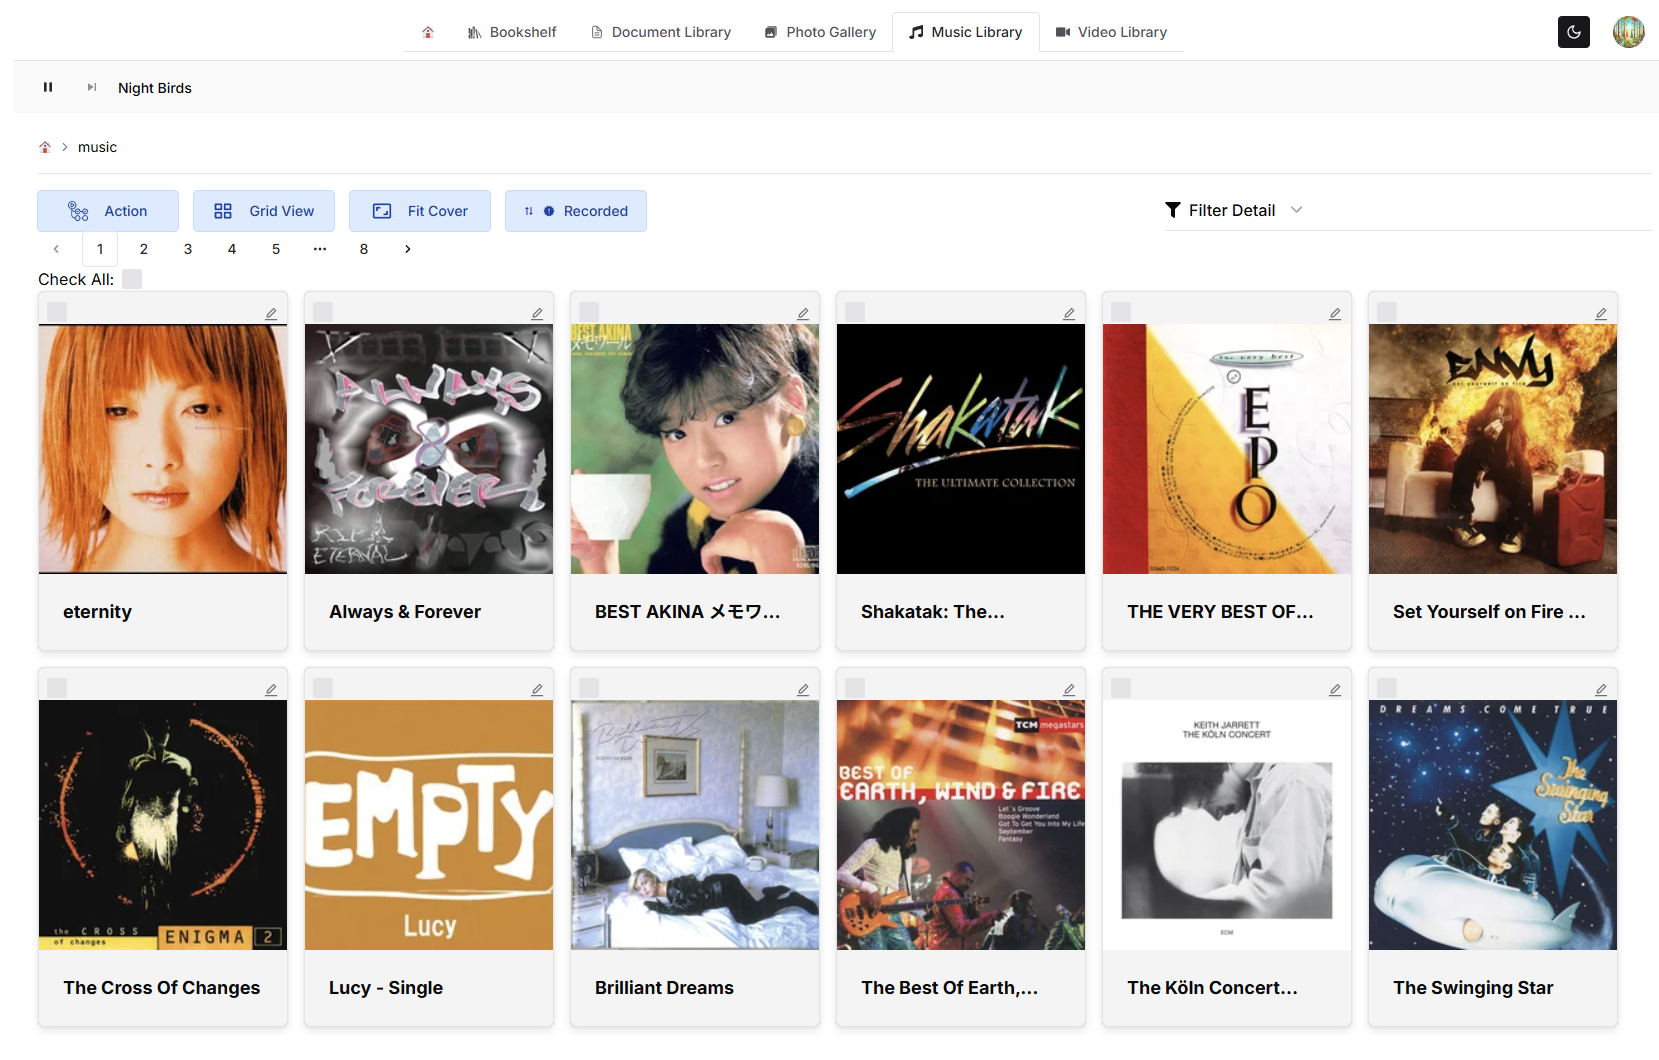 Bookshelf
Document Library
Photo Gallery
Music Library
Video Library
Night Birds
music
Action
Grid View
Fit Cover
Recorded
Filter Detail
1 2 3 4 5 ... 8
Check All:
ALWAYS
FOREVER
ETERNAL
BEST AKINA
メモワール
Shakatak
THE ULTIMATE COLLECTION
the very best
EPO
ENVY
set yourself on fire
eternity
Always & Forever
BEST AKINA メモワ...
Shakatak: The...
THE VERY BEST OF...
Set Yourself on Fire ...
the CROSS
of changes
ENIGMA 2
EMPTY
Lucy
TCM megastars
BEST OF
EARTH, WIND & FIRE
Let's Groove
Boogie Wonderland
Got To Get You Into My Life
September
Fantasy
KEITH JARRETT
THE KÖLN CONCERT
ECM
DREAMS COME TRUE
The
Swinging
Star
The Cross Of Changes
Lucy - Single
Brilliant Dreams
The Best Of Earth,...
The Köln Concert...
The Swinging Star